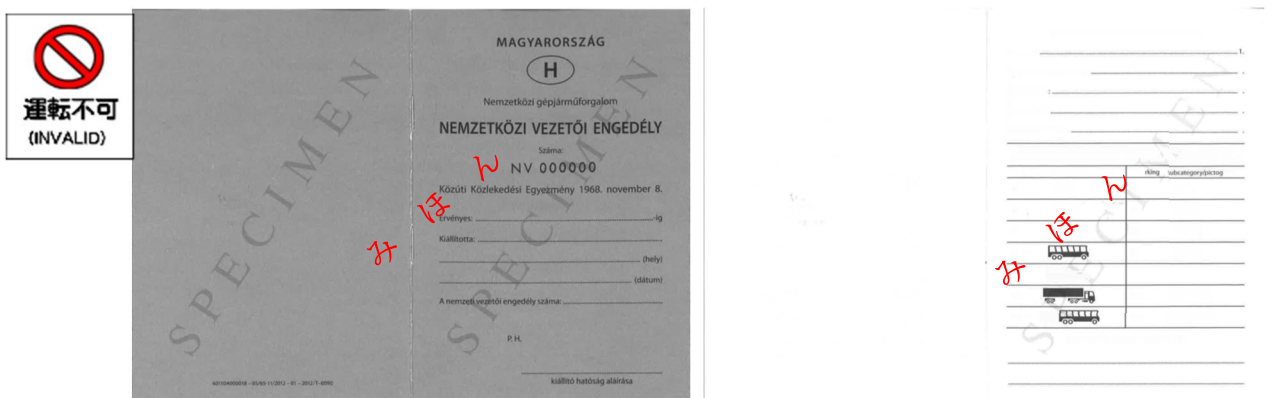 運転不可
(INVALID)
MAGYARORSZÁG
H
Nemzetközi gépjárműforgalom
NEMZETKÖZI VEZETŐI ENGEDÉLY
Száma:
NV 000000
Közúti Közlekedési Egyezmény 1968. november 8.
Érvényes: -ig
Kiállította:
(hely)
(dátum)
A nemzeti vezetői engedély száma:
P. H.
kiállító hatóság aláírása
SPECIMEN
SPECIMEN
みほん
1.
subcategory/pictog
SPECIMEN
みほん